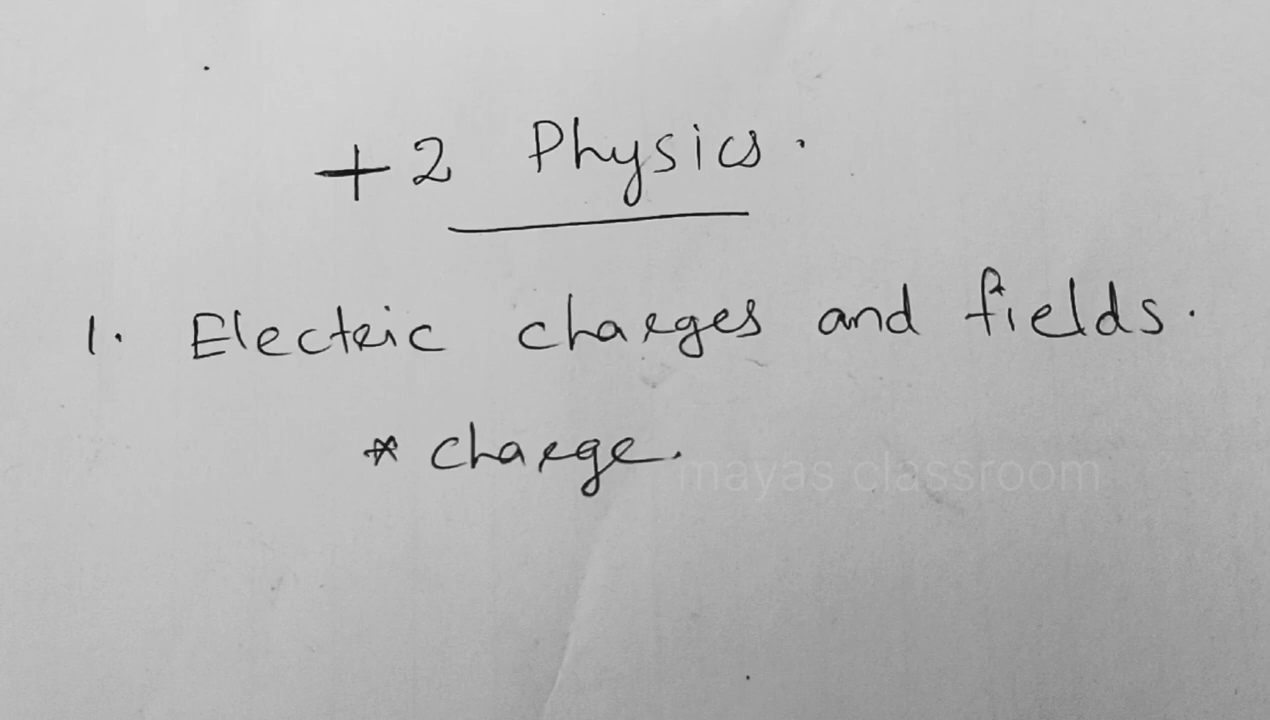 +2 Physics.
1. Electric charges and fields.
* charge.
mayas classroom